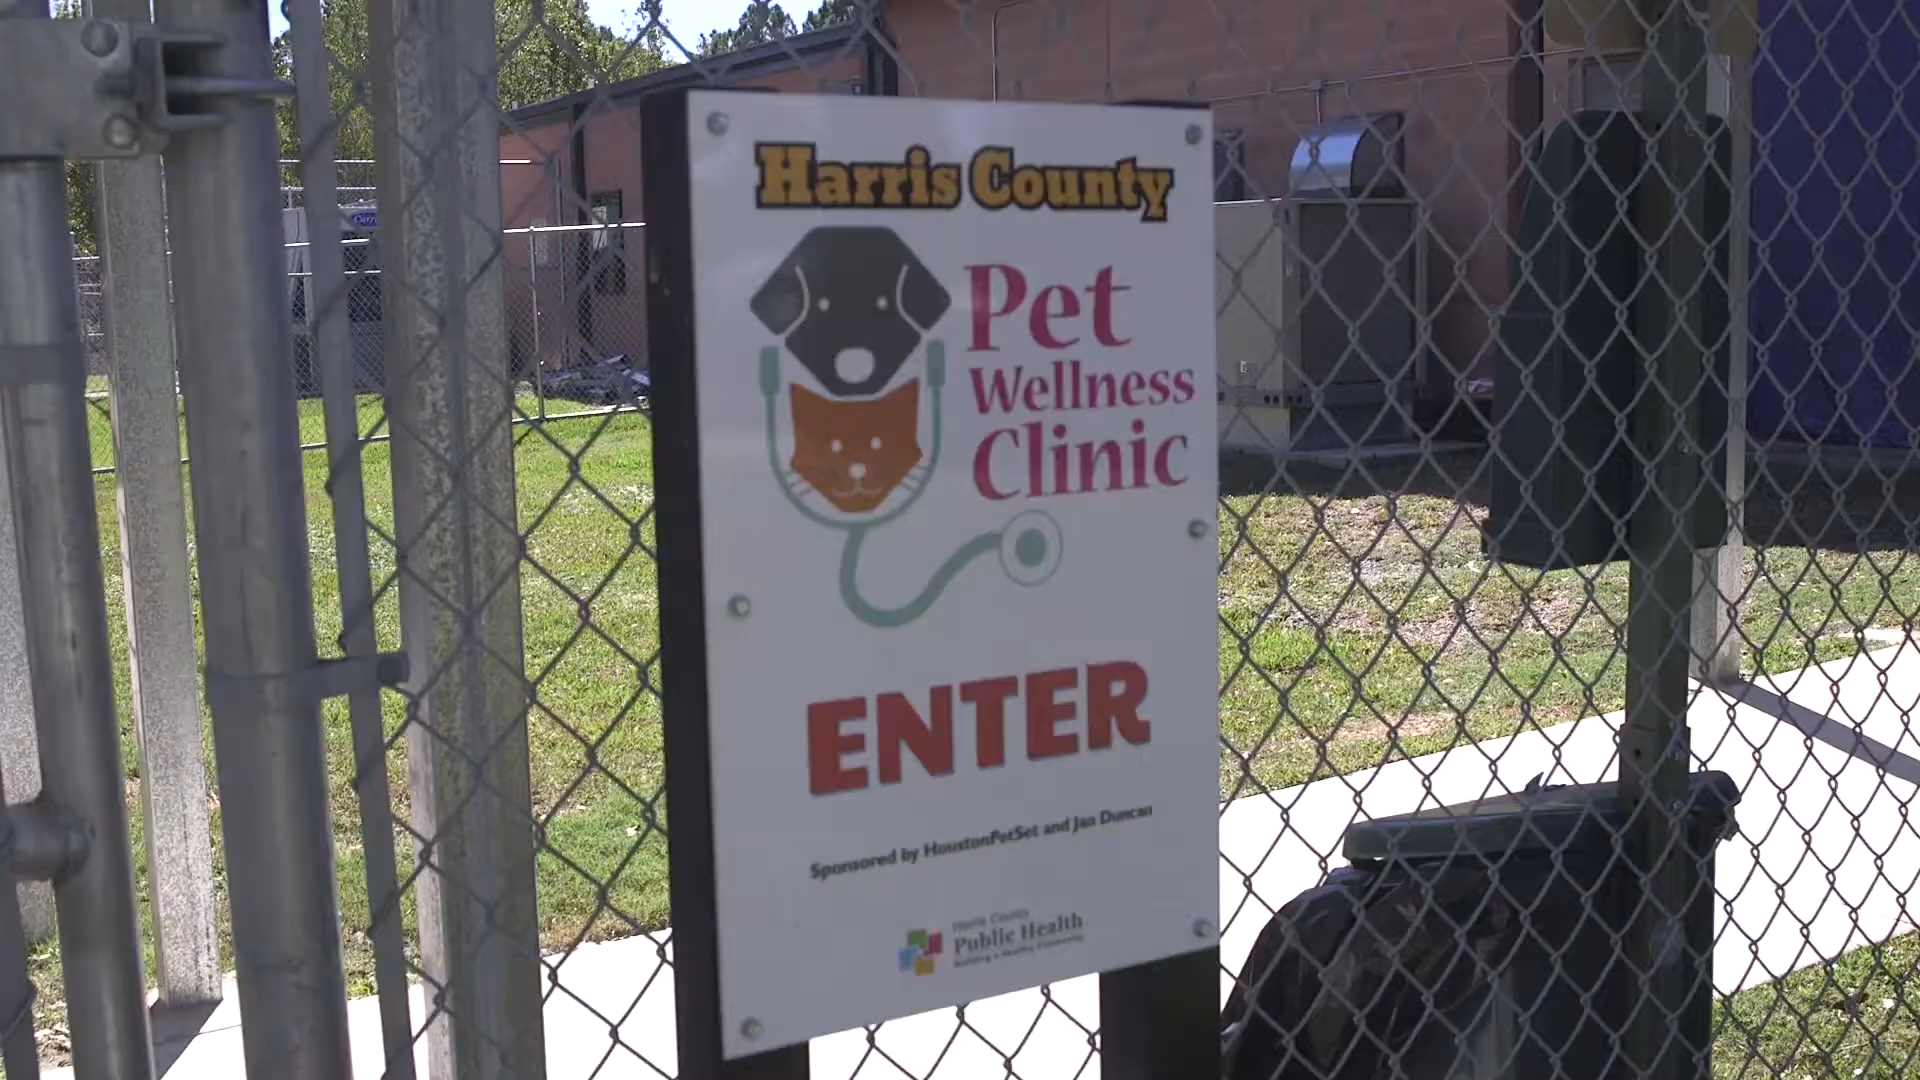 Harris County
Pet
Wellness
Clinic
ENTER
Sponsored by HoustonPetSet and Jan Duncan
Harris County
Public Health